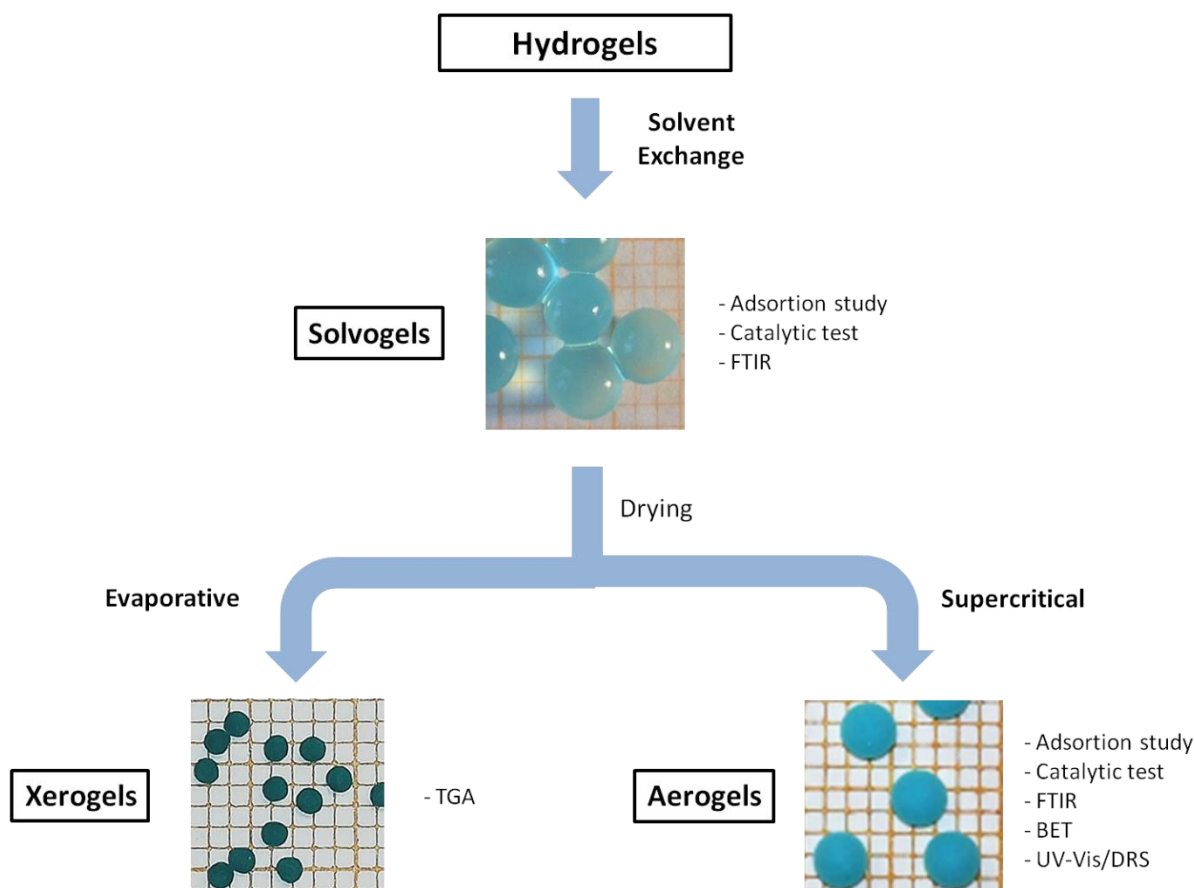 Hydrogels
Solvent
Exchange
Solvogels
- Adsortion study
- Catalytic test
- FTIR
Drying
Evaporative
Supercritical
Xerogels
- TGA
Aerogels
- Adsortion study
- Catalytic test
- FTIR
- BET
- UV-Vis/DRS